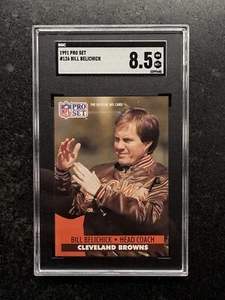 SGC
1991 PRO SET
#126 BILL BELICHICK
8.5
THE OFFICIAL NFL CARD
NFL
PRO
SET
BILL BELICHICK • HEAD COACH
CLEVELAND BROWNS